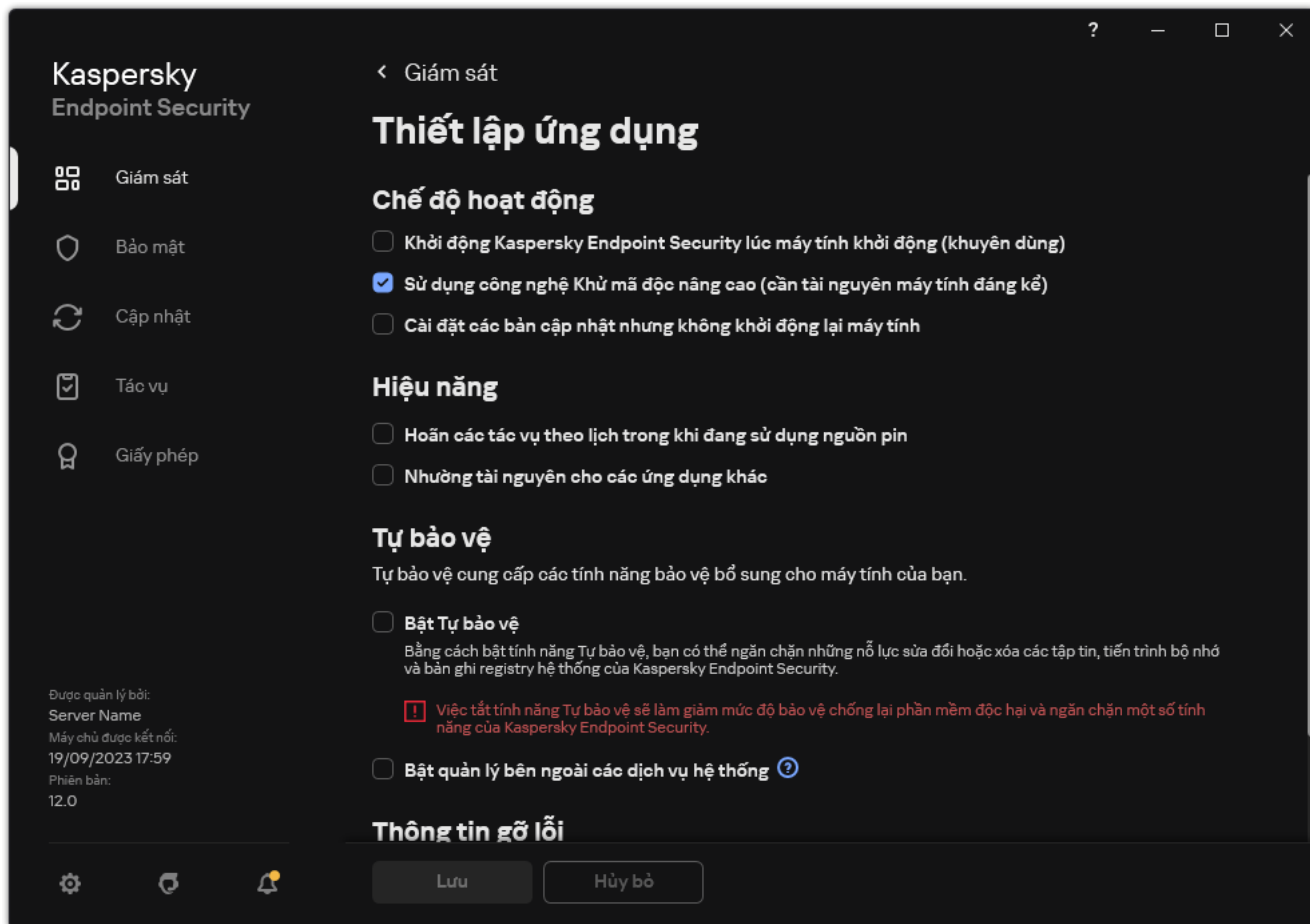 Kaspersky
Endpoint Security
Giám sát
Bảo mật
Cập nhật
Tác vụ
Giấy phép
Được quản lý bởi:
Server Name
Máy chủ được kết nối:
19/09/2023 17:59
Phiên bản:
12.0
?
Giám sát
Thiết lập ứng dụng
Chế độ hoạt động
Khởi động Kaspersky Endpoint Security lúc máy tính khởi động (khuyên dùng)
Sử dụng công nghệ Khử mã độc nâng cao (cần tài nguyên máy tính đáng kể)
Cài đặt các bản cập nhật nhưng không khởi động lại máy tính
Hiệu năng
Hoãn các tác vụ theo lịch trong khi đang sử dụng nguồn pin
Nhường tài nguyên cho các ứng dụng khác
Tự bảo vệ
Tự bảo vệ cung cấp các tính năng bảo vệ bổ sung cho máy tính của bạn.
Bật Tự bảo vệ
Bằng cách bật tính năng Tự bảo vệ, bạn có thể ngăn chặn những nỗ lực sửa đổi hoặc xóa các tập tin, tiến trình bộ nhớ
và bản ghi registry hệ thống của Kaspersky Endpoint Security.
Việc tắt tính năng Tự bảo vệ sẽ làm giảm mức độ bảo vệ chống lại phần mềm độc hại và ngăn chặn một số tính
năng của Kaspersky Endpoint Security.
Bật quản lý bên ngoài các dịch vụ hệ thống ?
Thông tin gỡ lỗi
Lưu
Hủy bỏ